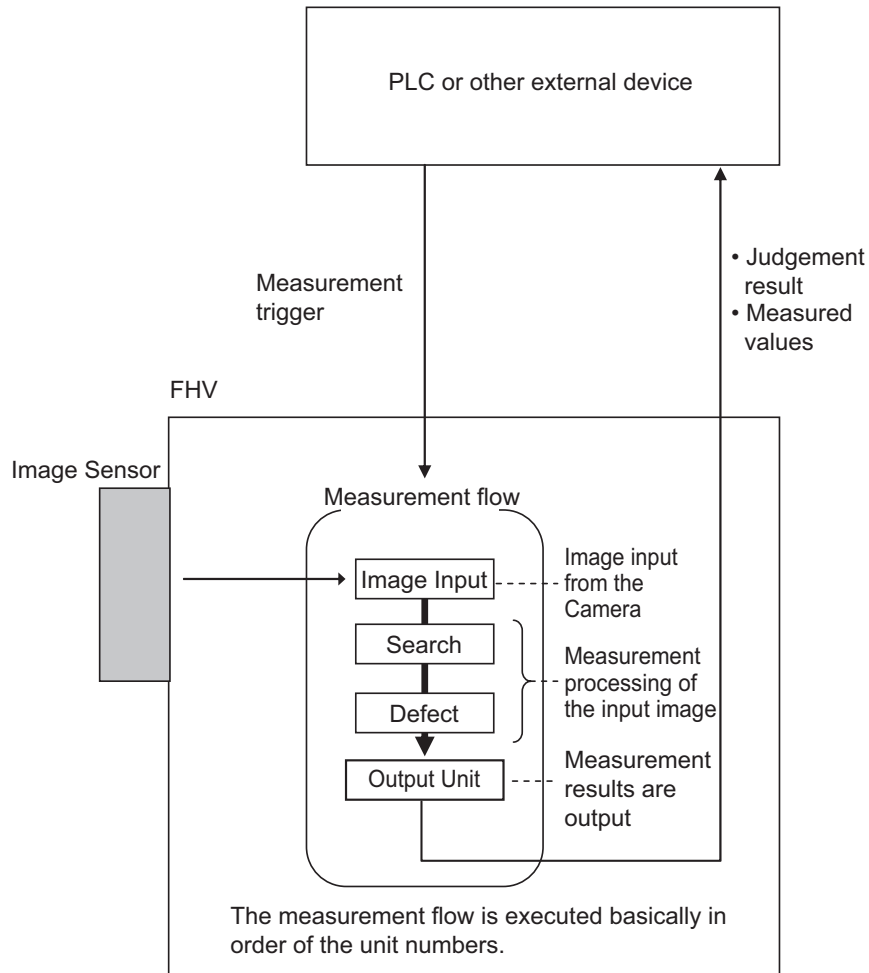 PLC or other external device
Measurement
trigger
• Judgement
result
• Measured
values
FHV
Image Sensor
Measurement flow
Image Input
Image input
from the
Camera
Search
Defect
Measurement
processing of
the input image
Output Unit
Measurement
results are
output
The measurement flow is executed basically in
order of the unit numbers.